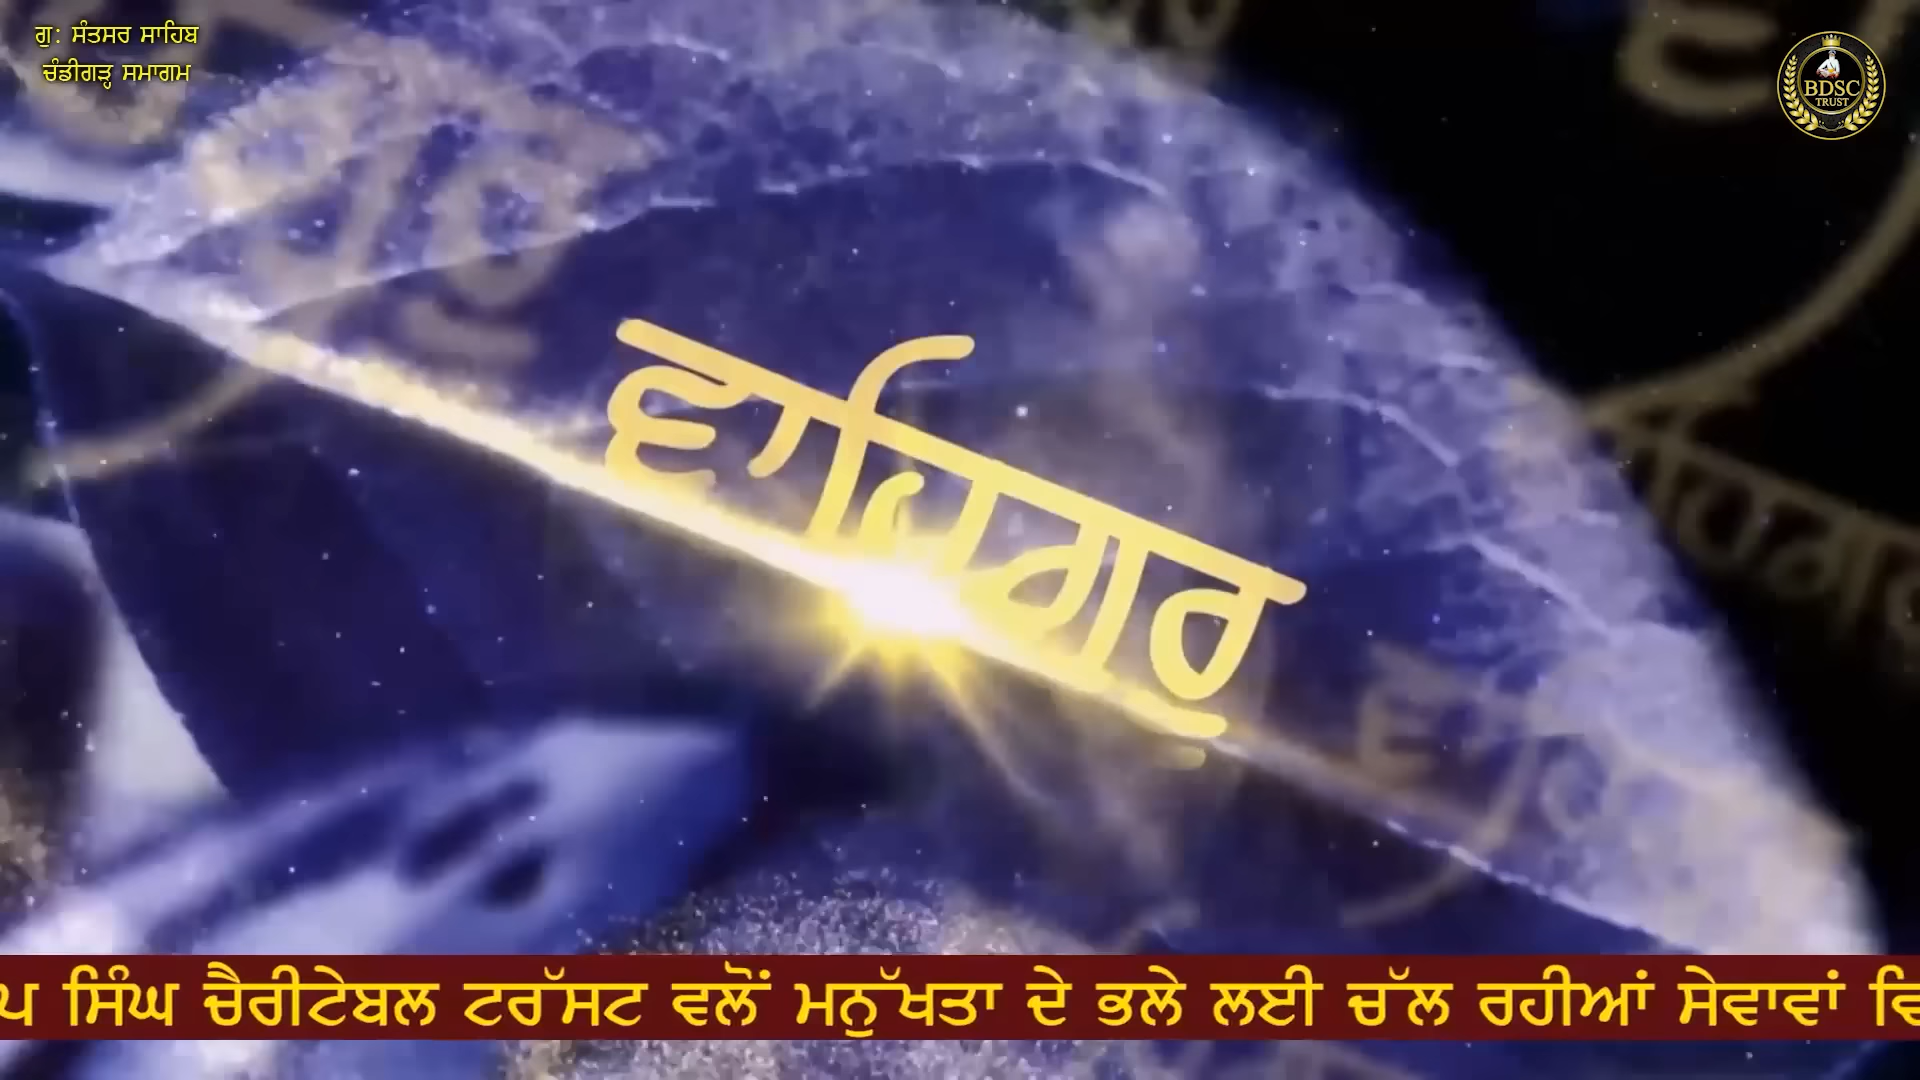 ਗੁ: ਸੰਤਸਰ ਸਾਹਿਬ
ਚੰਡੀਗੜ੍ਹ ਸਮਾਗਮ
BDSC
TRUST
ਵਾਹਿਗੁਰੂ
ਸਿੰਘ ਚੈਰੀਟੇਬਲ ਟਰੱਸਟ ਵਲੋਂ ਮਨੁੱਖਤਾ ਦੇ ਭਲੇ ਲਈ ਚੱਲ ਰਹੀਆਂ ਸੇਵਾਵਾਂ